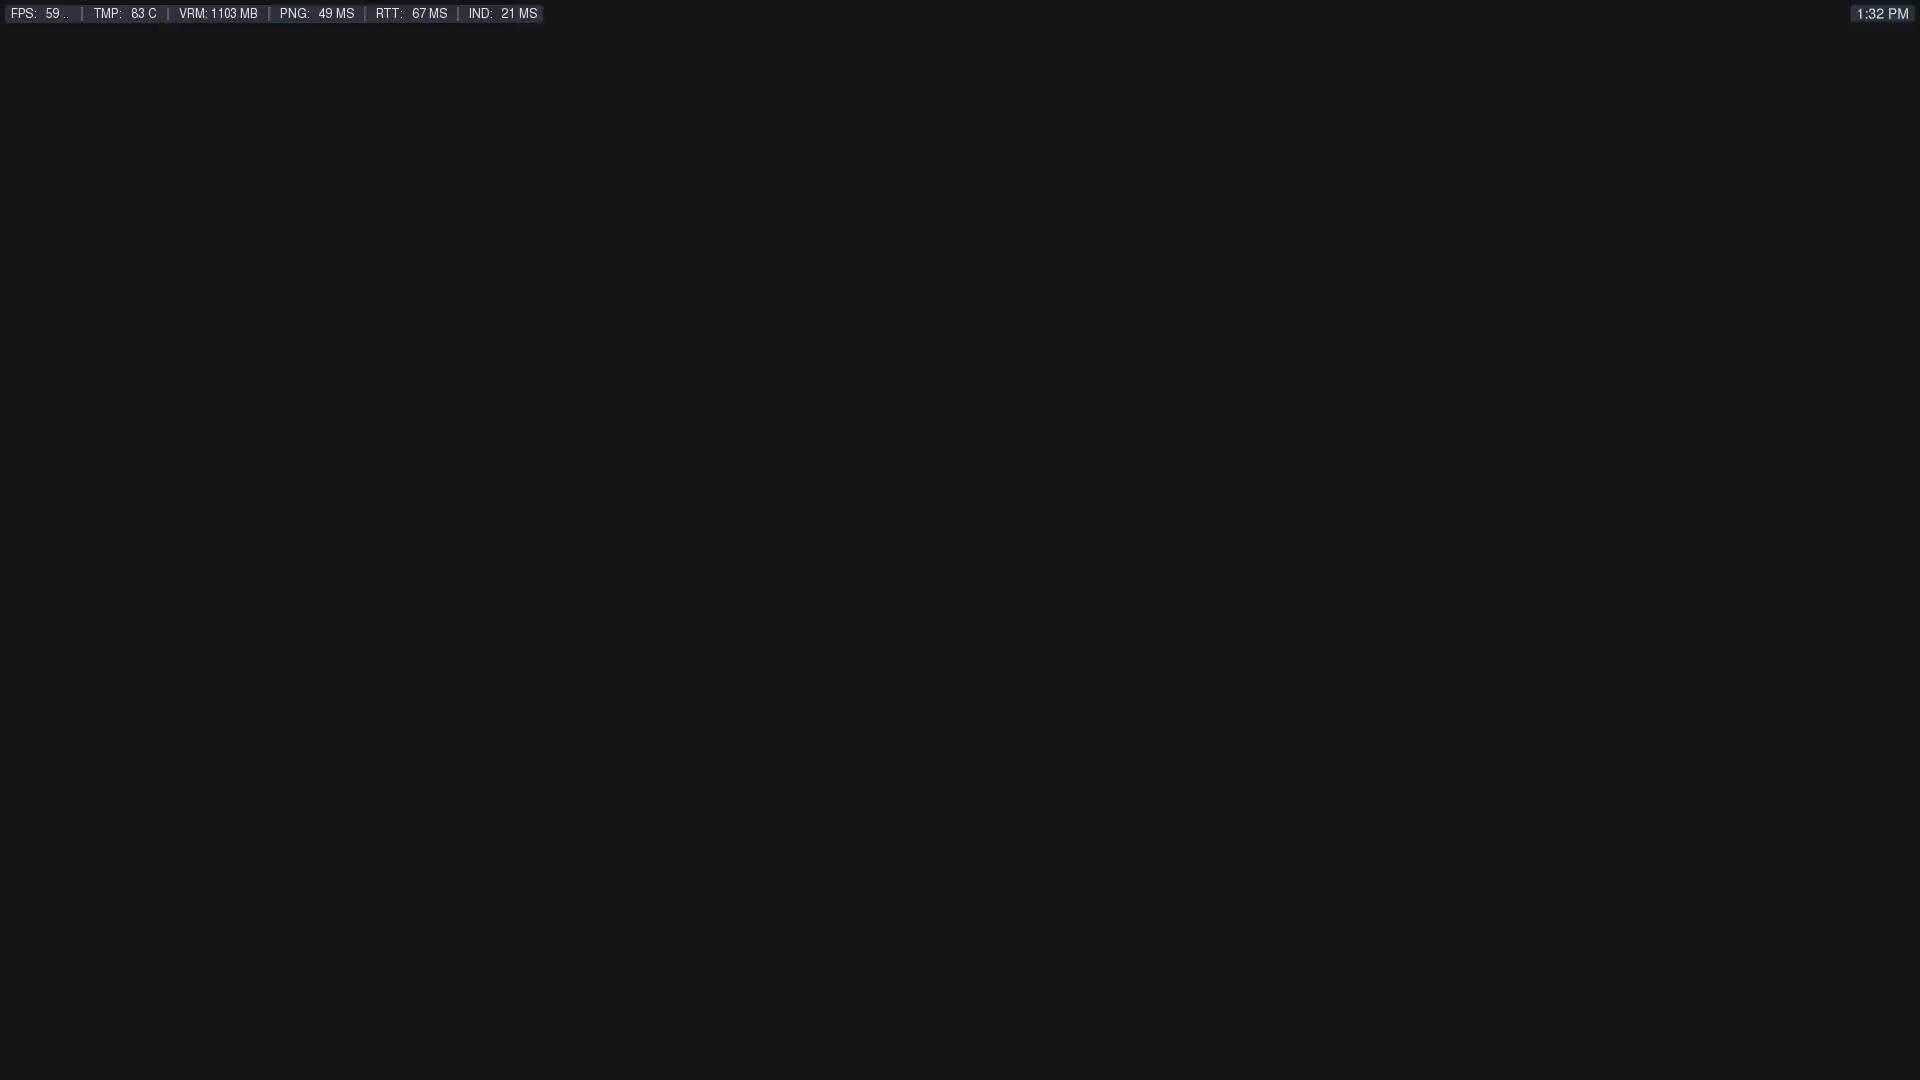 FPS: 59 .. | TMP: 83 C | VRM: 1103 MB | PNG: 49 MS | RTT: 67 MS | IND: 21 MS
1:32 PM